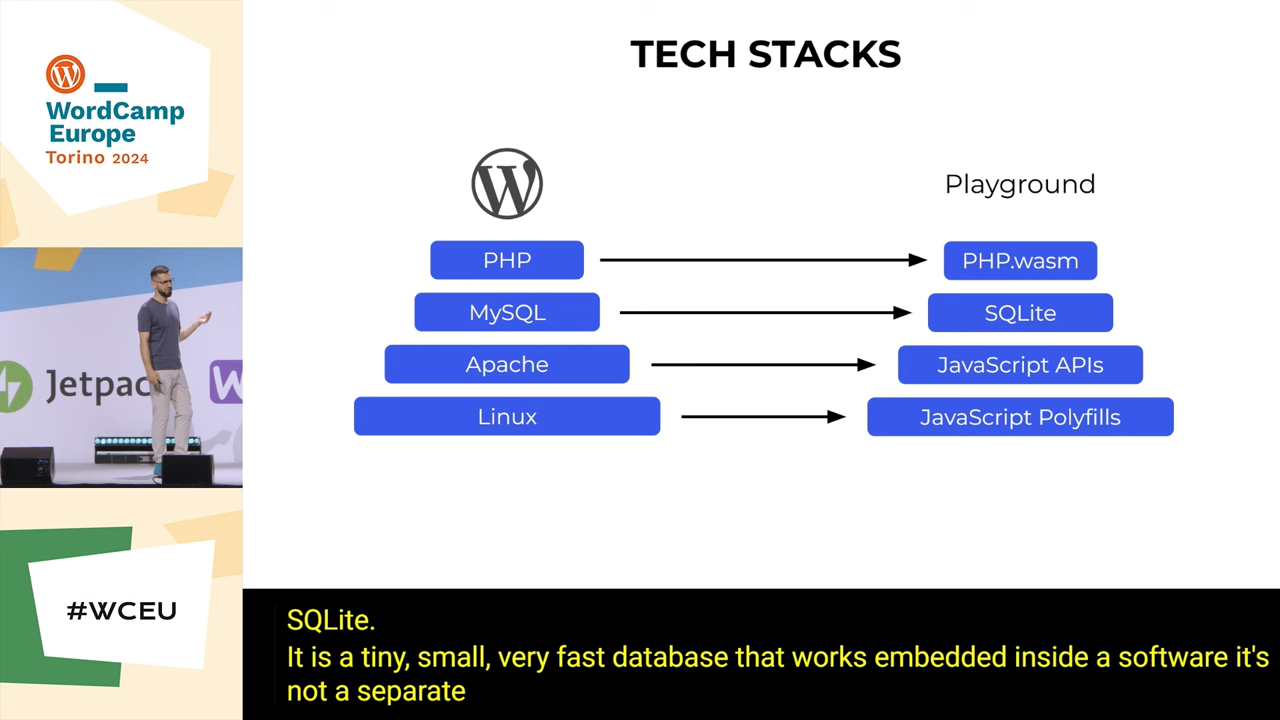 WordCamp
Europe
Torino 2024
TECH STACKS
Playground
PHP
PHP.wasm
MySQL
SQLite
Apache
JavaScript APIs
Linux
JavaScript Polyfills
Jetpac
W
#WCEU
SQLite.
It is a tiny, small, very fast database that works embedded inside a software it's
not a separate